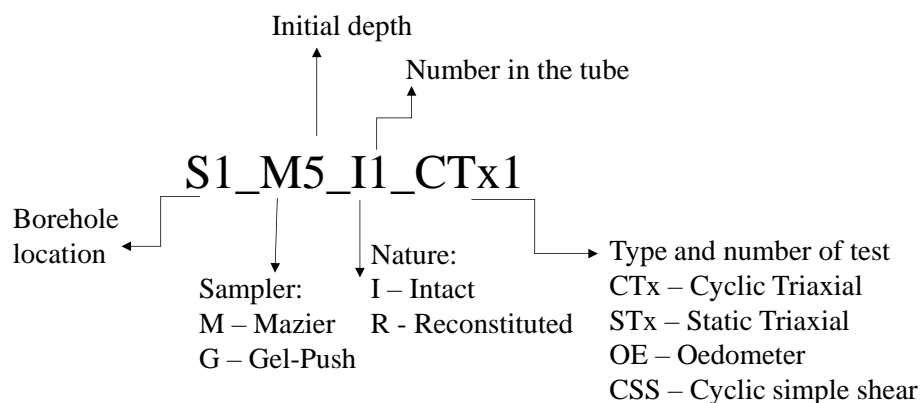 Initial depth
Number in the tube
S1_M5_I1_CTx1
Borehole
location
Sampler:
M – Mazier
G – Gel-Push
Nature:
I – Intact
R - Reconstituted
Type and number of test
CTx – Cyclic Triaxial
STx – Static Triaxial
OE – Oedometer
CSS – Cyclic simple shear